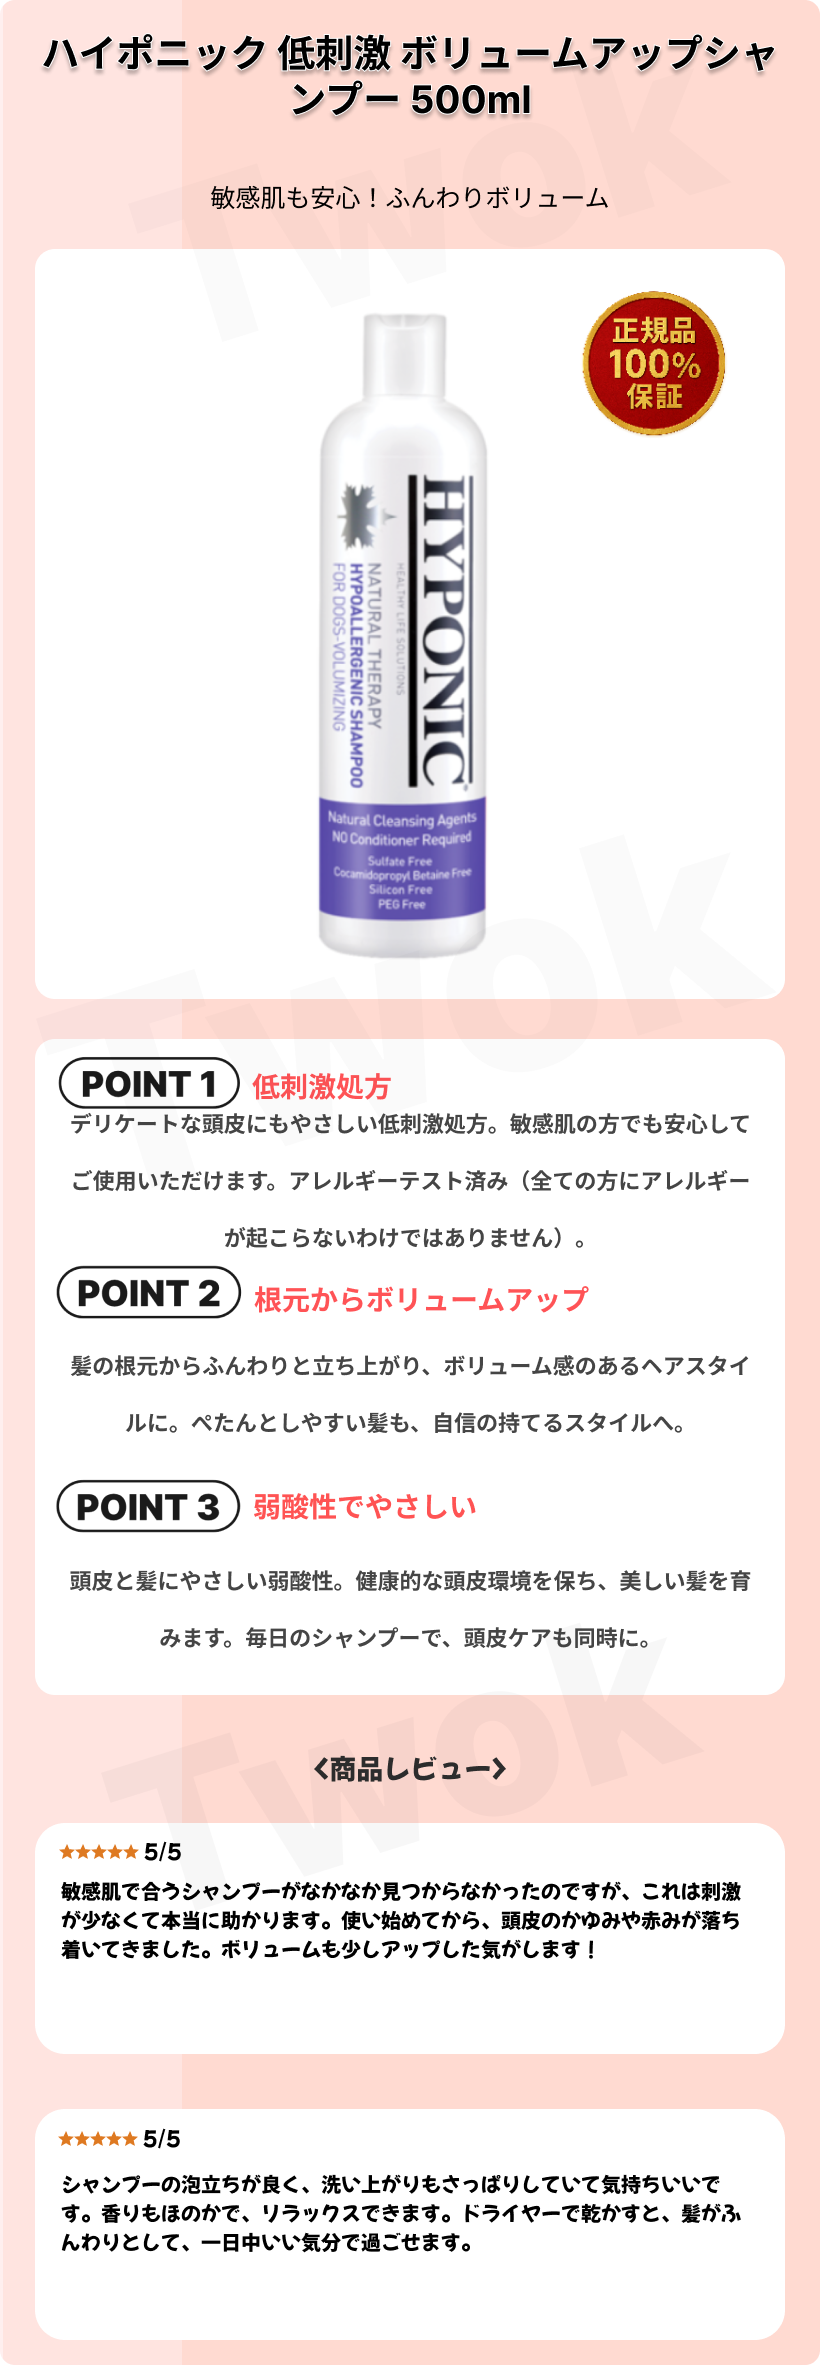 ハイポニック 低刺激 ボリュームアップシャ
ンプー 500ml
敏感肌も安心！ふんわりボリューム
正規品
100%
保証
HYPONIC
HEALTHY LIFE SOLUTIONS
NATURAL THERAPY
HYPOALLERGENIC SHAMPOO
FOR DOGS-VOLUMIZING
Natural Cleansing Agents
NO Conditioner Required
Sulfate Free
Cocamidopropyl Betaine Free
Silicon Free
PEG Free
POINT 1 低刺激処方
デリケートな頭皮にもやさしい低刺激処方。敏感肌の方でも安心して
ご使用いただけます。アレルギーテスト済み（全ての方にアレルギー
が起こらないわけではありません）。
POINT 2 根元からボリュームアップ
髪の根元からふんわりと立ち上がり、ボリューム感のあるヘアスタイ
ルに。ぺたんとしやすい髪も、自信の持てるスタイルへ。
POINT 3 弱酸性でやさしい
頭皮と髪にやさしい弱酸性。健康的な頭皮環境を保ち、美しい髪を育
みます。毎日のシャンプーで、頭皮ケアも同時に。
<商品レビュー>
★★★★★ 5/5
敏感肌で合うシャンプーがなかなか見つからなかったのですが、これは刺激
が少なくて本当に助かります。使い始めてから、頭皮のかゆみや赤みが落ち
着いてきました。ボリュームも少しアップした気がします！
★★★★★ 5/5
シャンプーの泡立ちが良く、洗い上がりもさっぱりしていて気持ちいいで
す。香りもほのかで、リラックスできます。ドライヤーで乾かすと、髪がふ
んわりとして、一日中いい気分で過ごせます。
Twok
Twok
Twok